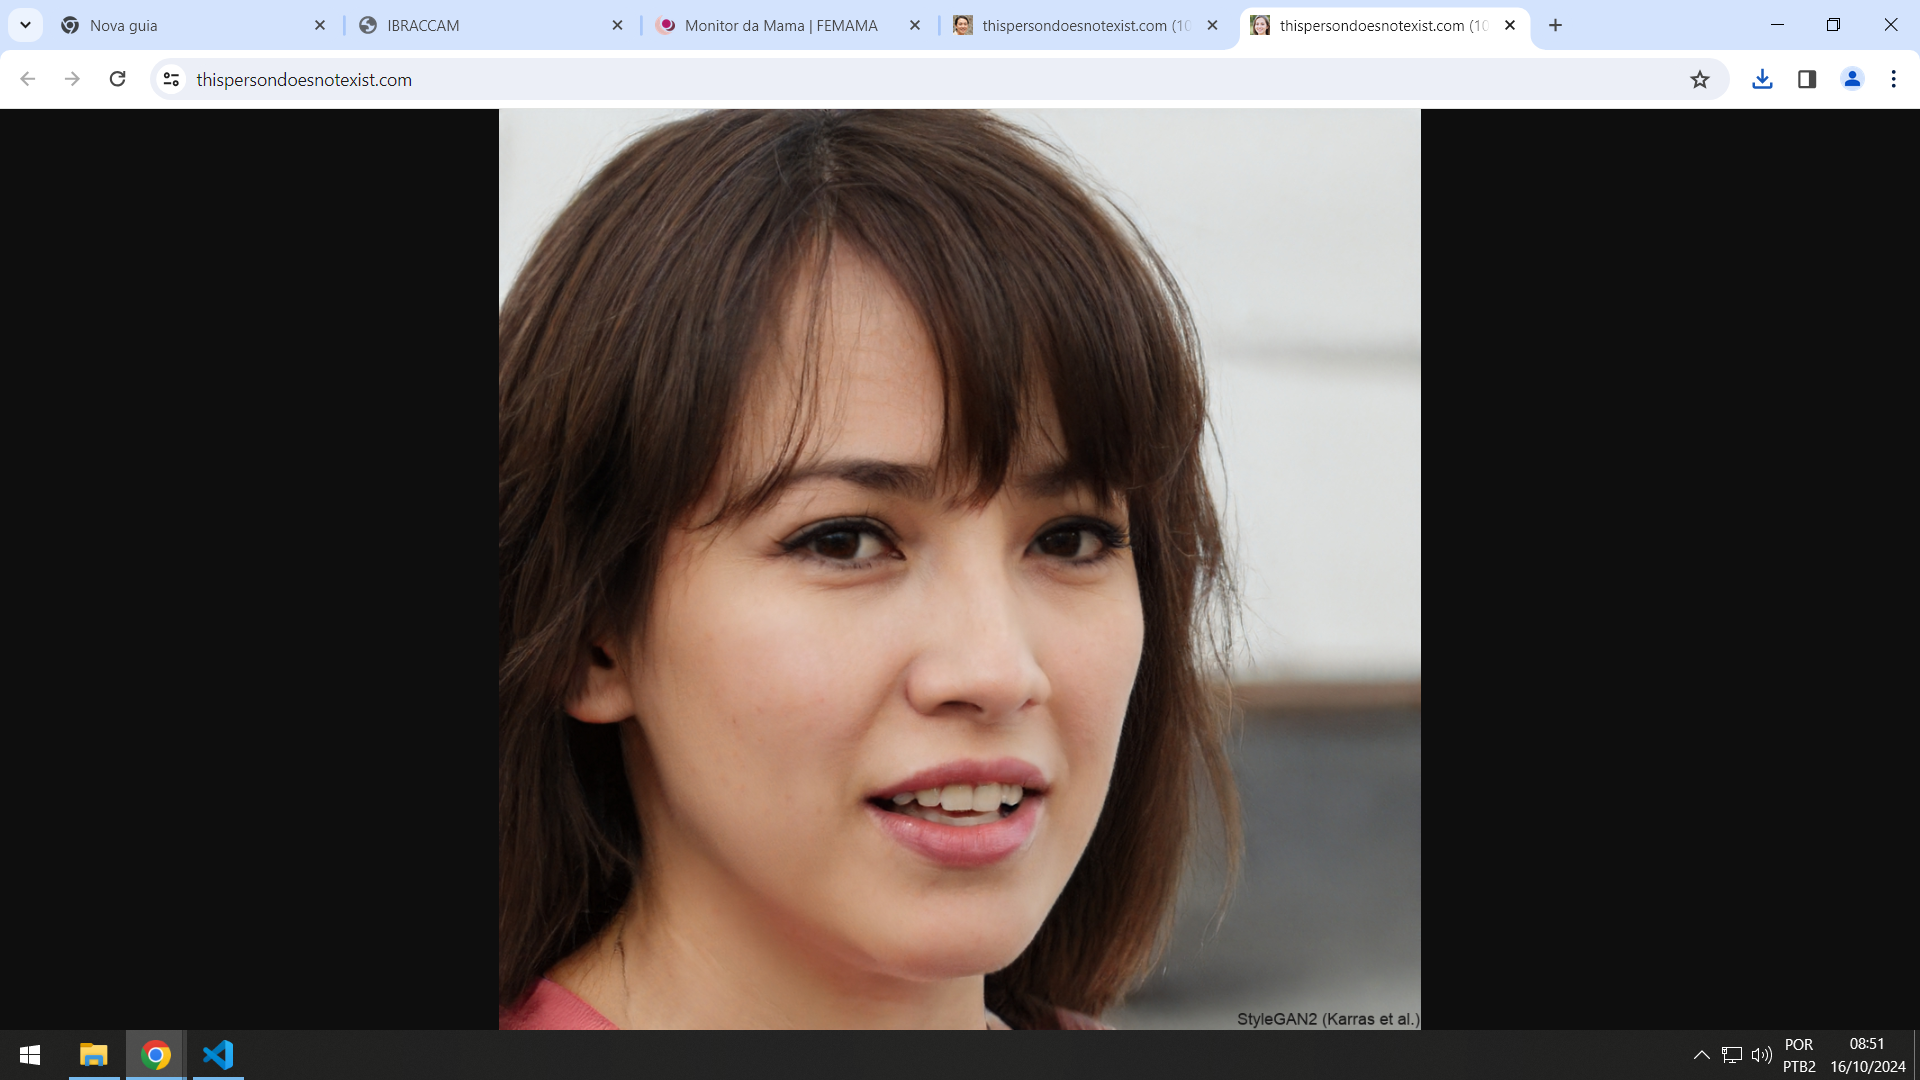 Nova guia
IBRACCAM
Monitor da Mama | FEMAMA
thispersondoesnotexist.com (10
thispersondoesnotexist.com (10
thispersondoesnotexist.com
StyleGAN2 (Karras et al.)
POR
PTB2
08:51
16/10/2024